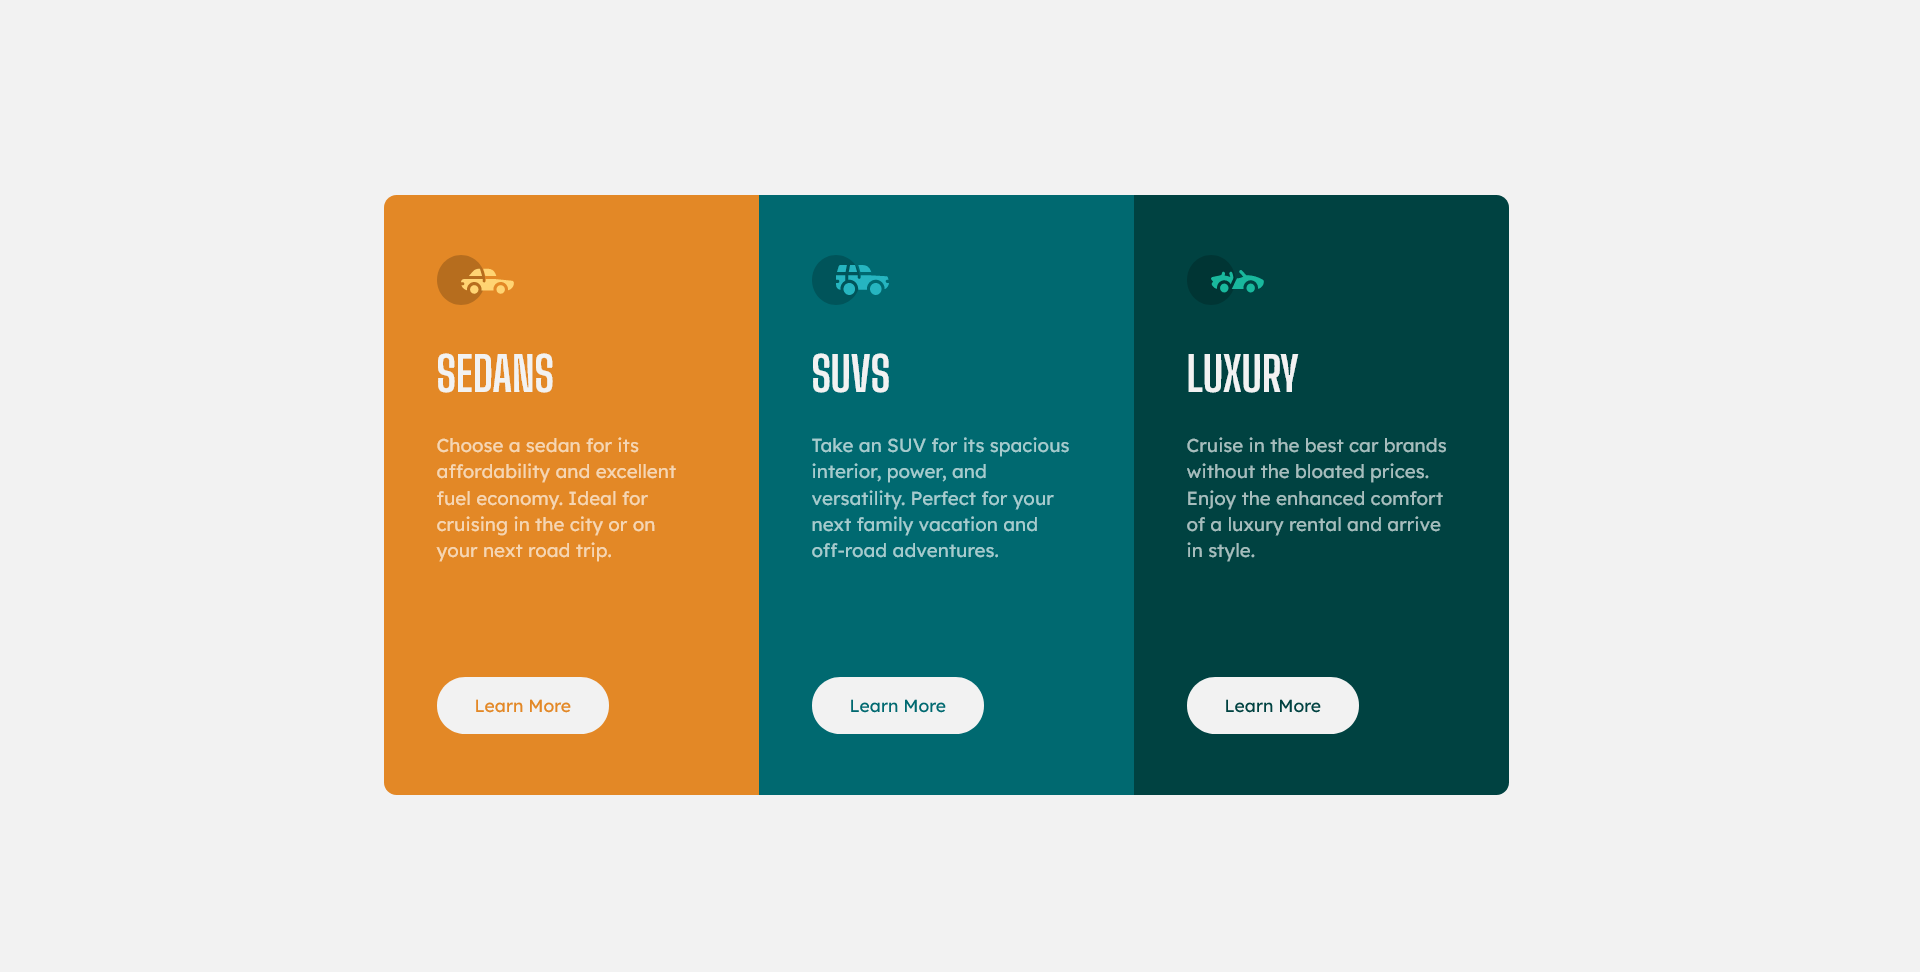 SEDANS
Choose a sedan for its
affordability and excellent
fuel economy. Ideal for
cruising in the city or on
your next road trip.
Learn More
SUVS
Take an SUV for its spacious
interior, power, and
versatility. Perfect for your
next family vacation and
off-road adventures.
Learn More
LUXURY
Cruise in the best car brands
without the bloated prices.
Enjoy the enhanced comfort
of a luxury rental and arrive
in style.
Learn More